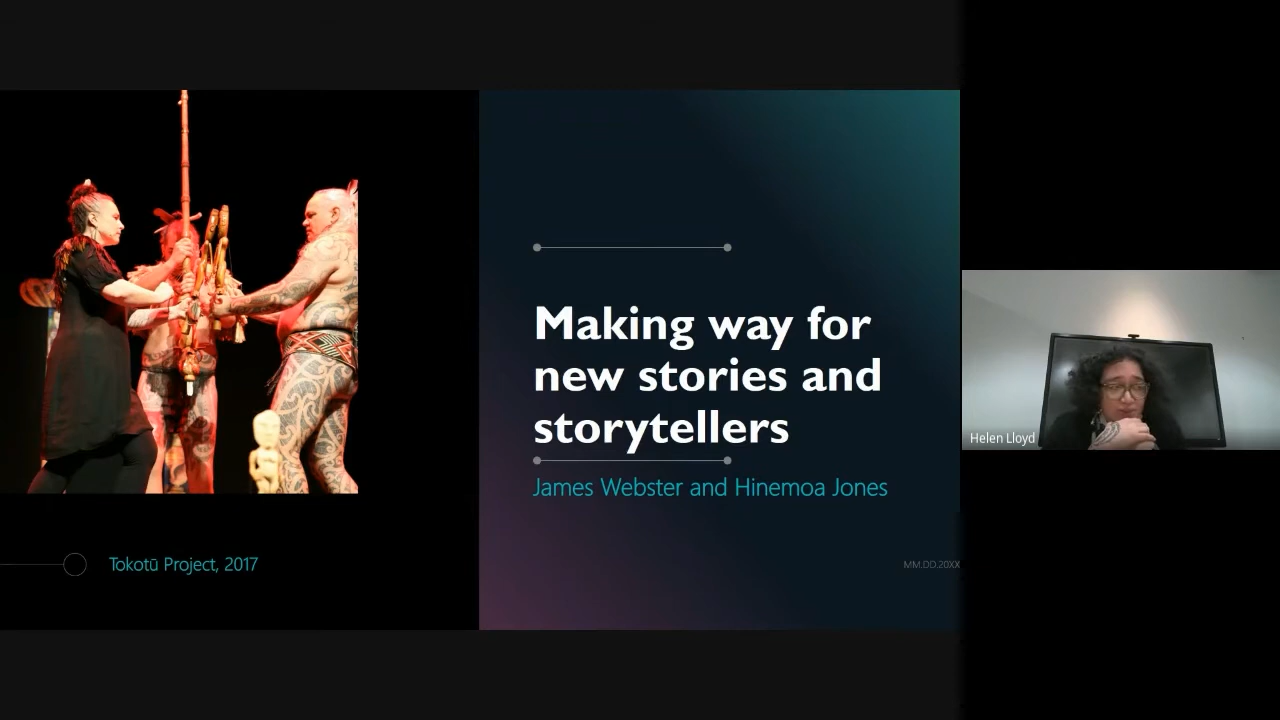 Making way for
new stories and
storytellers
James Webster and Hinemoa Jones
Tokotū Project, 2017
MM.DD.20XX
Helen Lloyd